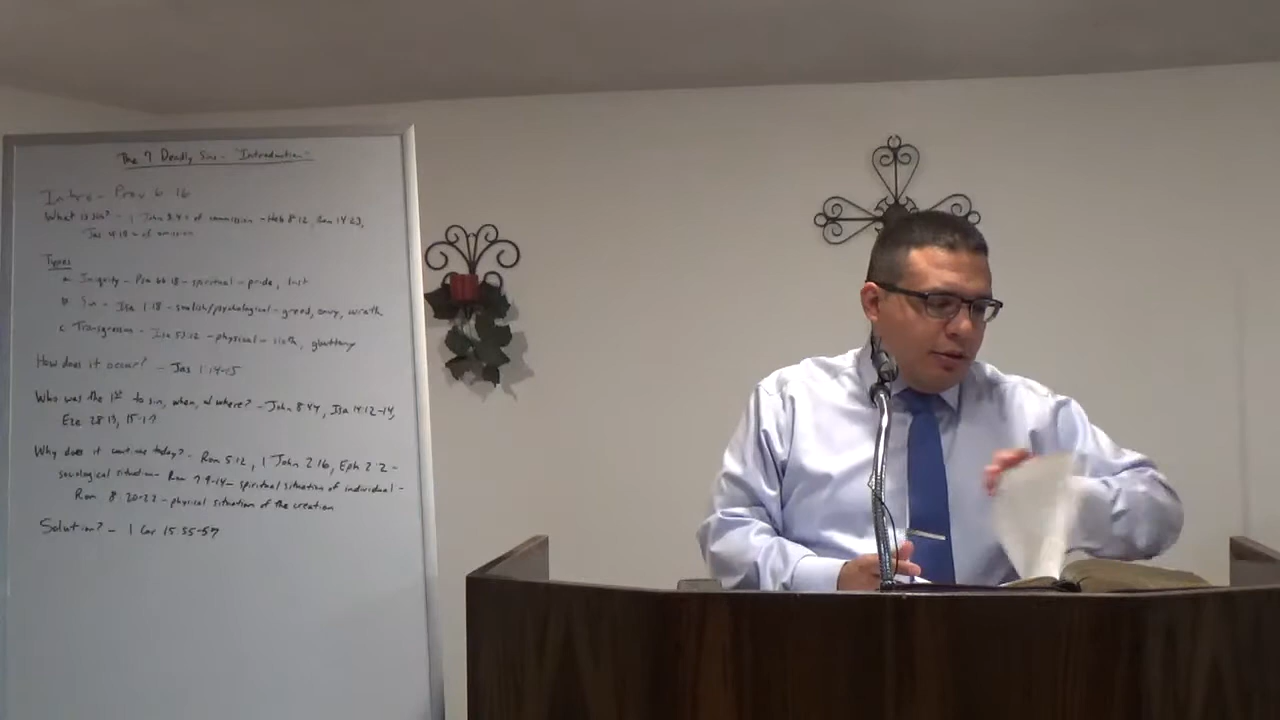 The 7 Deadly Sins - "Introduction"
Intro - Prov 6:16
What is sin? - 1 John 3:4 = of commission - Heb 8:12, Rom 14:23,
Jas 4:17 = of omission
Types
a. Iniquity - Psa 66:18 - spiritual - pride, lust
b. Sin - Isa 1:18 - soulish/psychological - greed, envy, wrath
c. Transgression - Isa 53:12 - physical - sloth, gluttony
How does it occur? - Jas 1:14-15
Who was the 1st to sin, when, where? - John 8:44, Isa 14:12-14,
Eze 28:13, 15-17
Why does it continue today? - Rom 5:12, 1 John 2:16, Eph 2:2 -
sociological situation - Rom 7:9-14 - spiritual situation of individual -
Rom 8:20-22 - physical situation of the creation
Solution? - 1 Cor 15:55-57